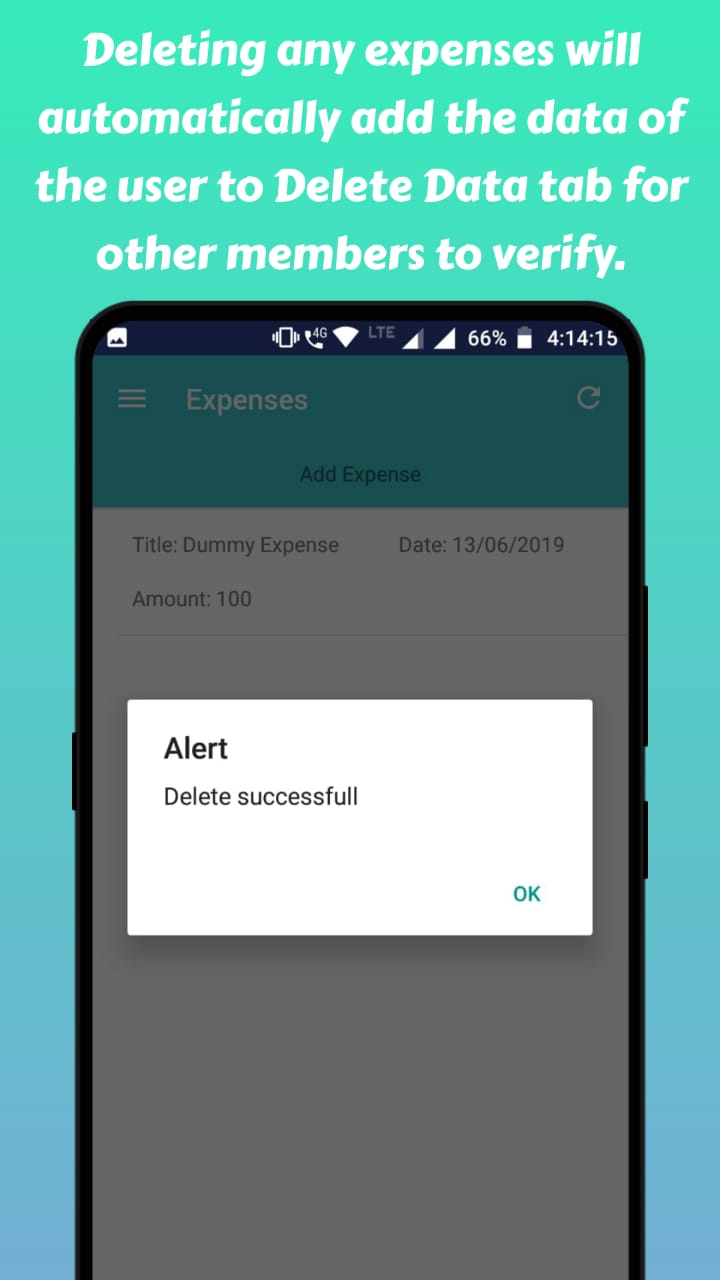 Deleting any expenses will
automatically add the data of
the user to Delete Data tab for
other members to verify.
4G LTE 66% 4:14:15
Expenses
Add Expense
Title: Dummy Expense Date: 13/06/2019
Amount: 100
Alert
Delete successfull
OK